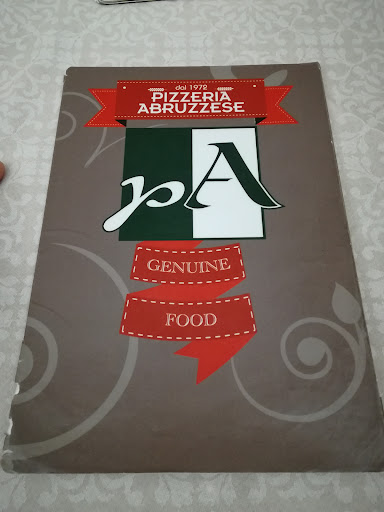 dal 1972
PIZZERIA
ABRUZZESE
pA
GENUINE
FOOD